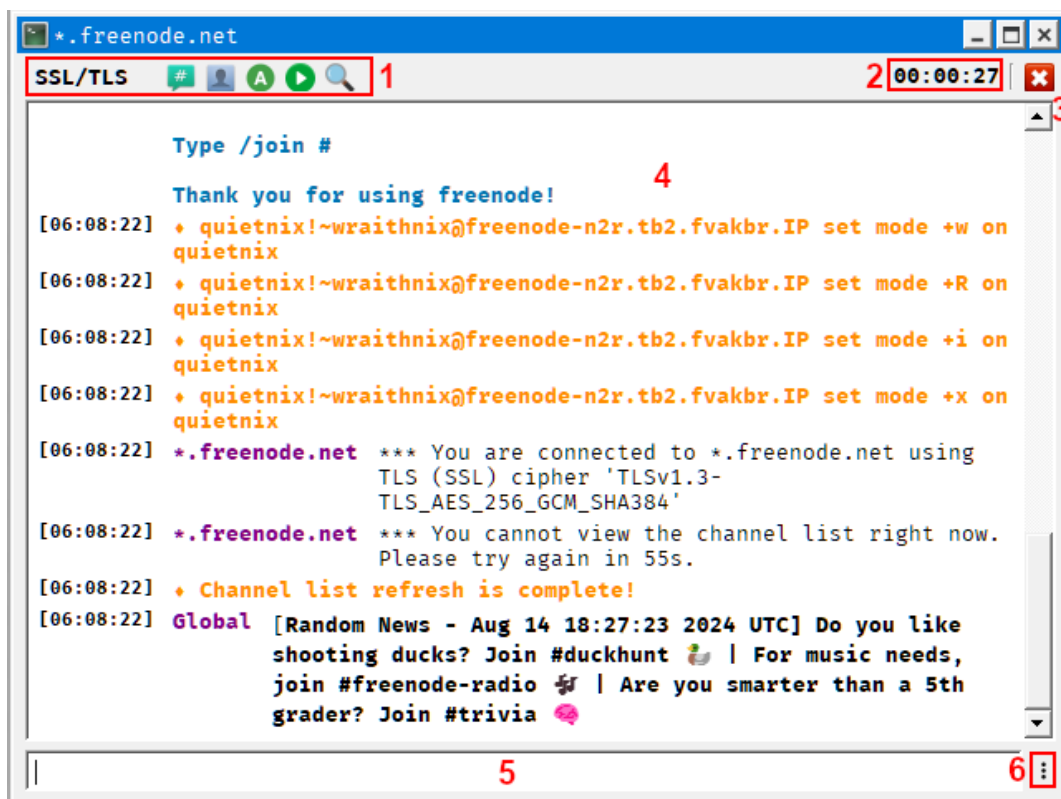 *.freenode.net
SSL/TLS # A 1 2 00:00:27
3
Type /join #
4
Thank you for using freenode!
[06:08:22] ♦ quietnix!~wraithnix@freenode-n2r.tb2.fvakbr.IP set mode +w on
quietnix
[06:08:22] ♦ quietnix!~wraithnix@freenode-n2r.tb2.fvakbr.IP set mode +R on
quietnix
[06:08:22] ♦ quietnix!~wraithnix@freenode-n2r.tb2.fvakbr.IP set mode +i on
quietnix
[06:08:22] ♦ quietnix!~wraithnix@freenode-n2r.tb2.fvakbr.IP set mode +x on
quietnix
[06:08:22] *.freenode.net *** You are connected to *.freenode.net using
TLS (SSL) cipher 'TLSv1.3-
TLS_AES_256_GCM_SHA384'
[06:08:22] *.freenode.net *** You cannot view the channel list right now.
Please try again in 55s.
[06:08:22] ♦ Channel list refresh is complete!
[06:08:22] Global [Random News - Aug 14 18:27:23 2024 UTC] Do you like
shooting ducks? Join #duckhunt 🦆 | For music needs,
join #freenode-radio 🎶 | Are you smarter than a 5th
grader? Join #trivia 🧠
5
6